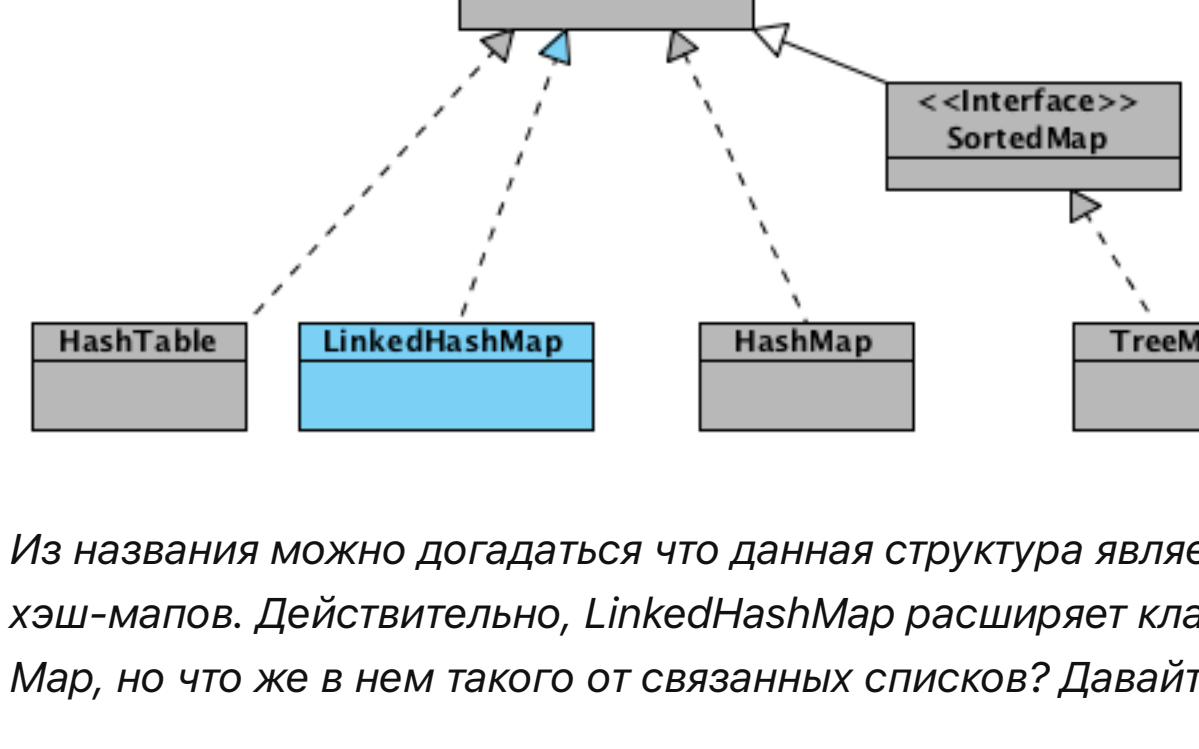 <<Interface>>
SortedMap
HashTable
LinkedHashMap
HashMap
TreeM
Из названия можно догадаться что данная структура являе
хэш-мапов. Действительно, LinkedHashMap расширяет кла
Map, но что же в нем такого от связанных списков? Давайт